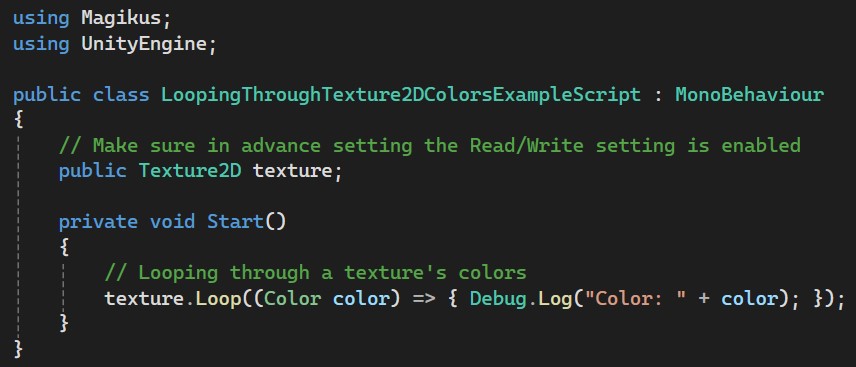 using Magikus;
using UnityEngine;
public class LoopingThroughTexture2DColorsExampleScript : MonoBehaviour
{
// Make sure in advance setting the Read/Write setting is enabled
public Texture2D texture;
private void Start()
{
// Looping through a texture's colors
texture.Loop((Color color) => { Debug.Log("Color: " + color); });
}
}